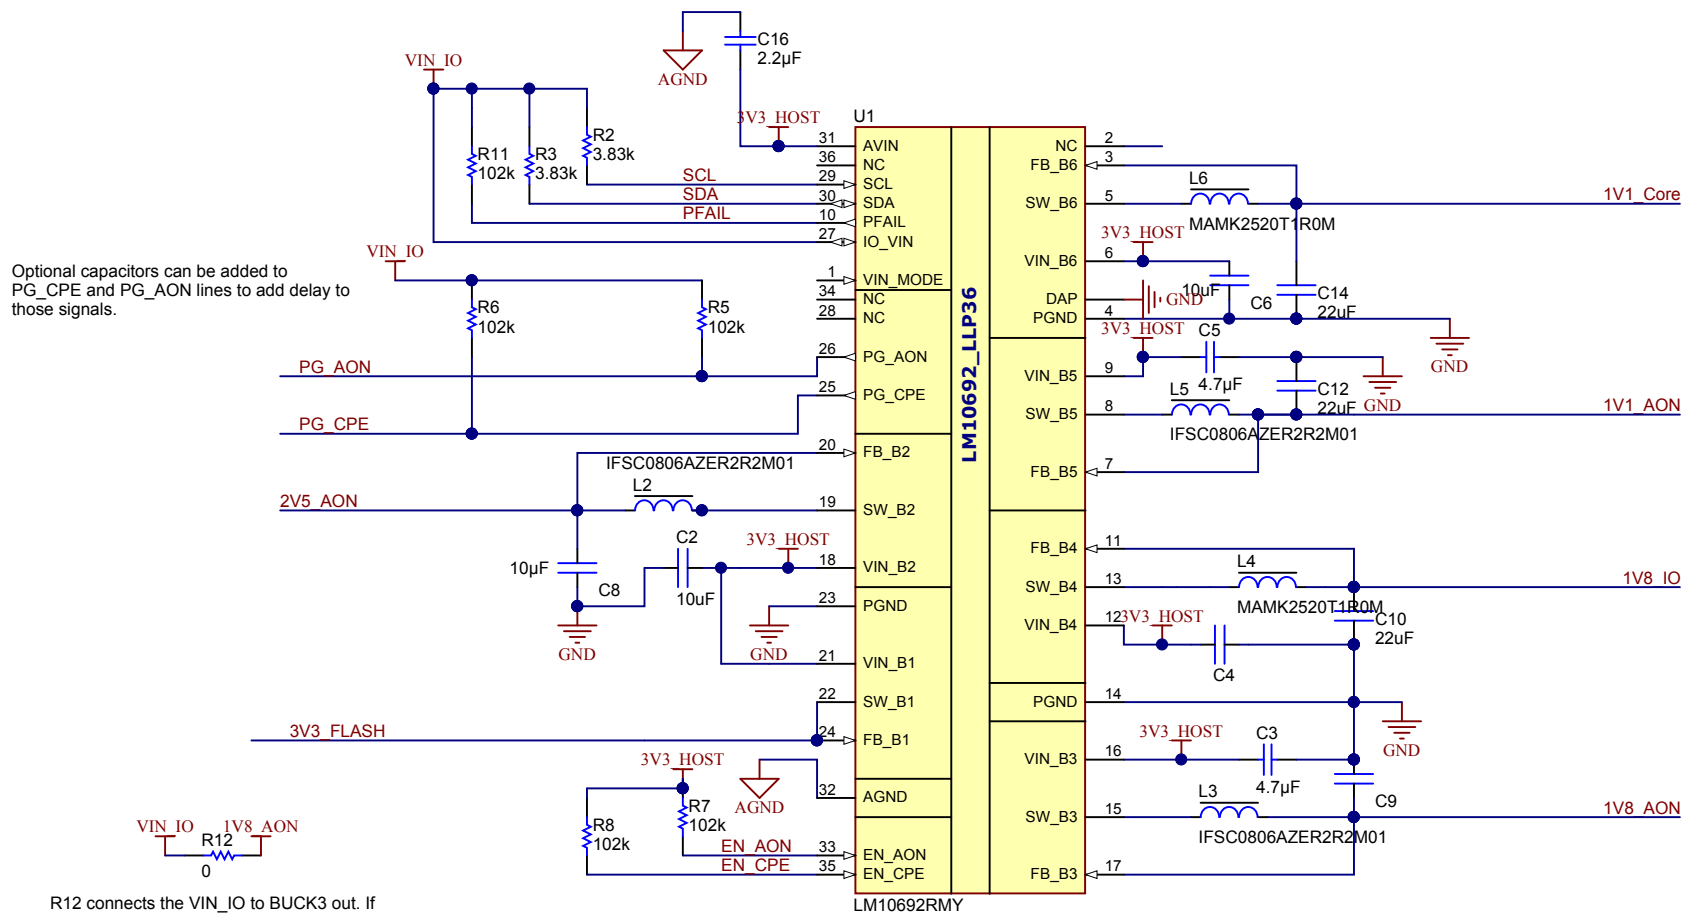 C16
2.2µF
AGND
VIN_IO
3V3_HOST
U1
R11
102k
R3
3.83k
R2
3.83k
SCL
SDA
PFAIL
31
36
29
30
10
27
1
34
28
26
25
20
19
18
23
21
22
24
32
33
35
AVIN
NC
SCL
SDA
PFAIL
IO_VIN
VIN_MODE
NC
NC
PG_AON
PG_CPE
FB_B2
SW_B2
VIN_B2
PGND
VIN_B1
SW_B1
FB_B1
AGND
EN_AON
EN_CPE
LM10692_LLP36
NC
FB_B6
SW_B6
VIN_B6
DAP
PGND
VIN_B5
SW_B5
FB_B5
FB_B4
SW_B4
VIN_B4
PGND
VIN_B3
SW_B3
FB_B3
2
3
5
6
4
9
8
7
11
13
12
14
16
15
17
LM10692RMY
VIN_IO
Optional capacitors can be added to
PG_CPE and PG_AON lines to add delay to
those signals.
R6
102k
R5
102k
PG_AON
PG_CPE
IFSC0806AZER2R2M01
L2
2V5_AON
10µF
C8
C2
10uF
3V3_HOST
GND
GND
3V3_FLASH
3V3_HOST
AGND
R7
102k
R8
102k
EN_AON
EN_CPE
VIN_IO
1V8_AON
R12
0
R12 connects the VIN_IO to BUCK3 out. If
L6
MAMK2520T1R0M
1V1_Core
3V3_HOST
10uF
C6
C14
22uF
GND
GND
3V3_HOST
C5
4.7µF
C12
22uF
GND
L5
IFSC0806AZER2R2M01
1V1_AON
L4
MAMK2520T1R0M
1V8_IO
3V3_HOST
C10
22uF
C4
GND
3V3_HOST
C3
4.7µF
C9
L3
IFSC0806AZER2R2M01
1V8_AON